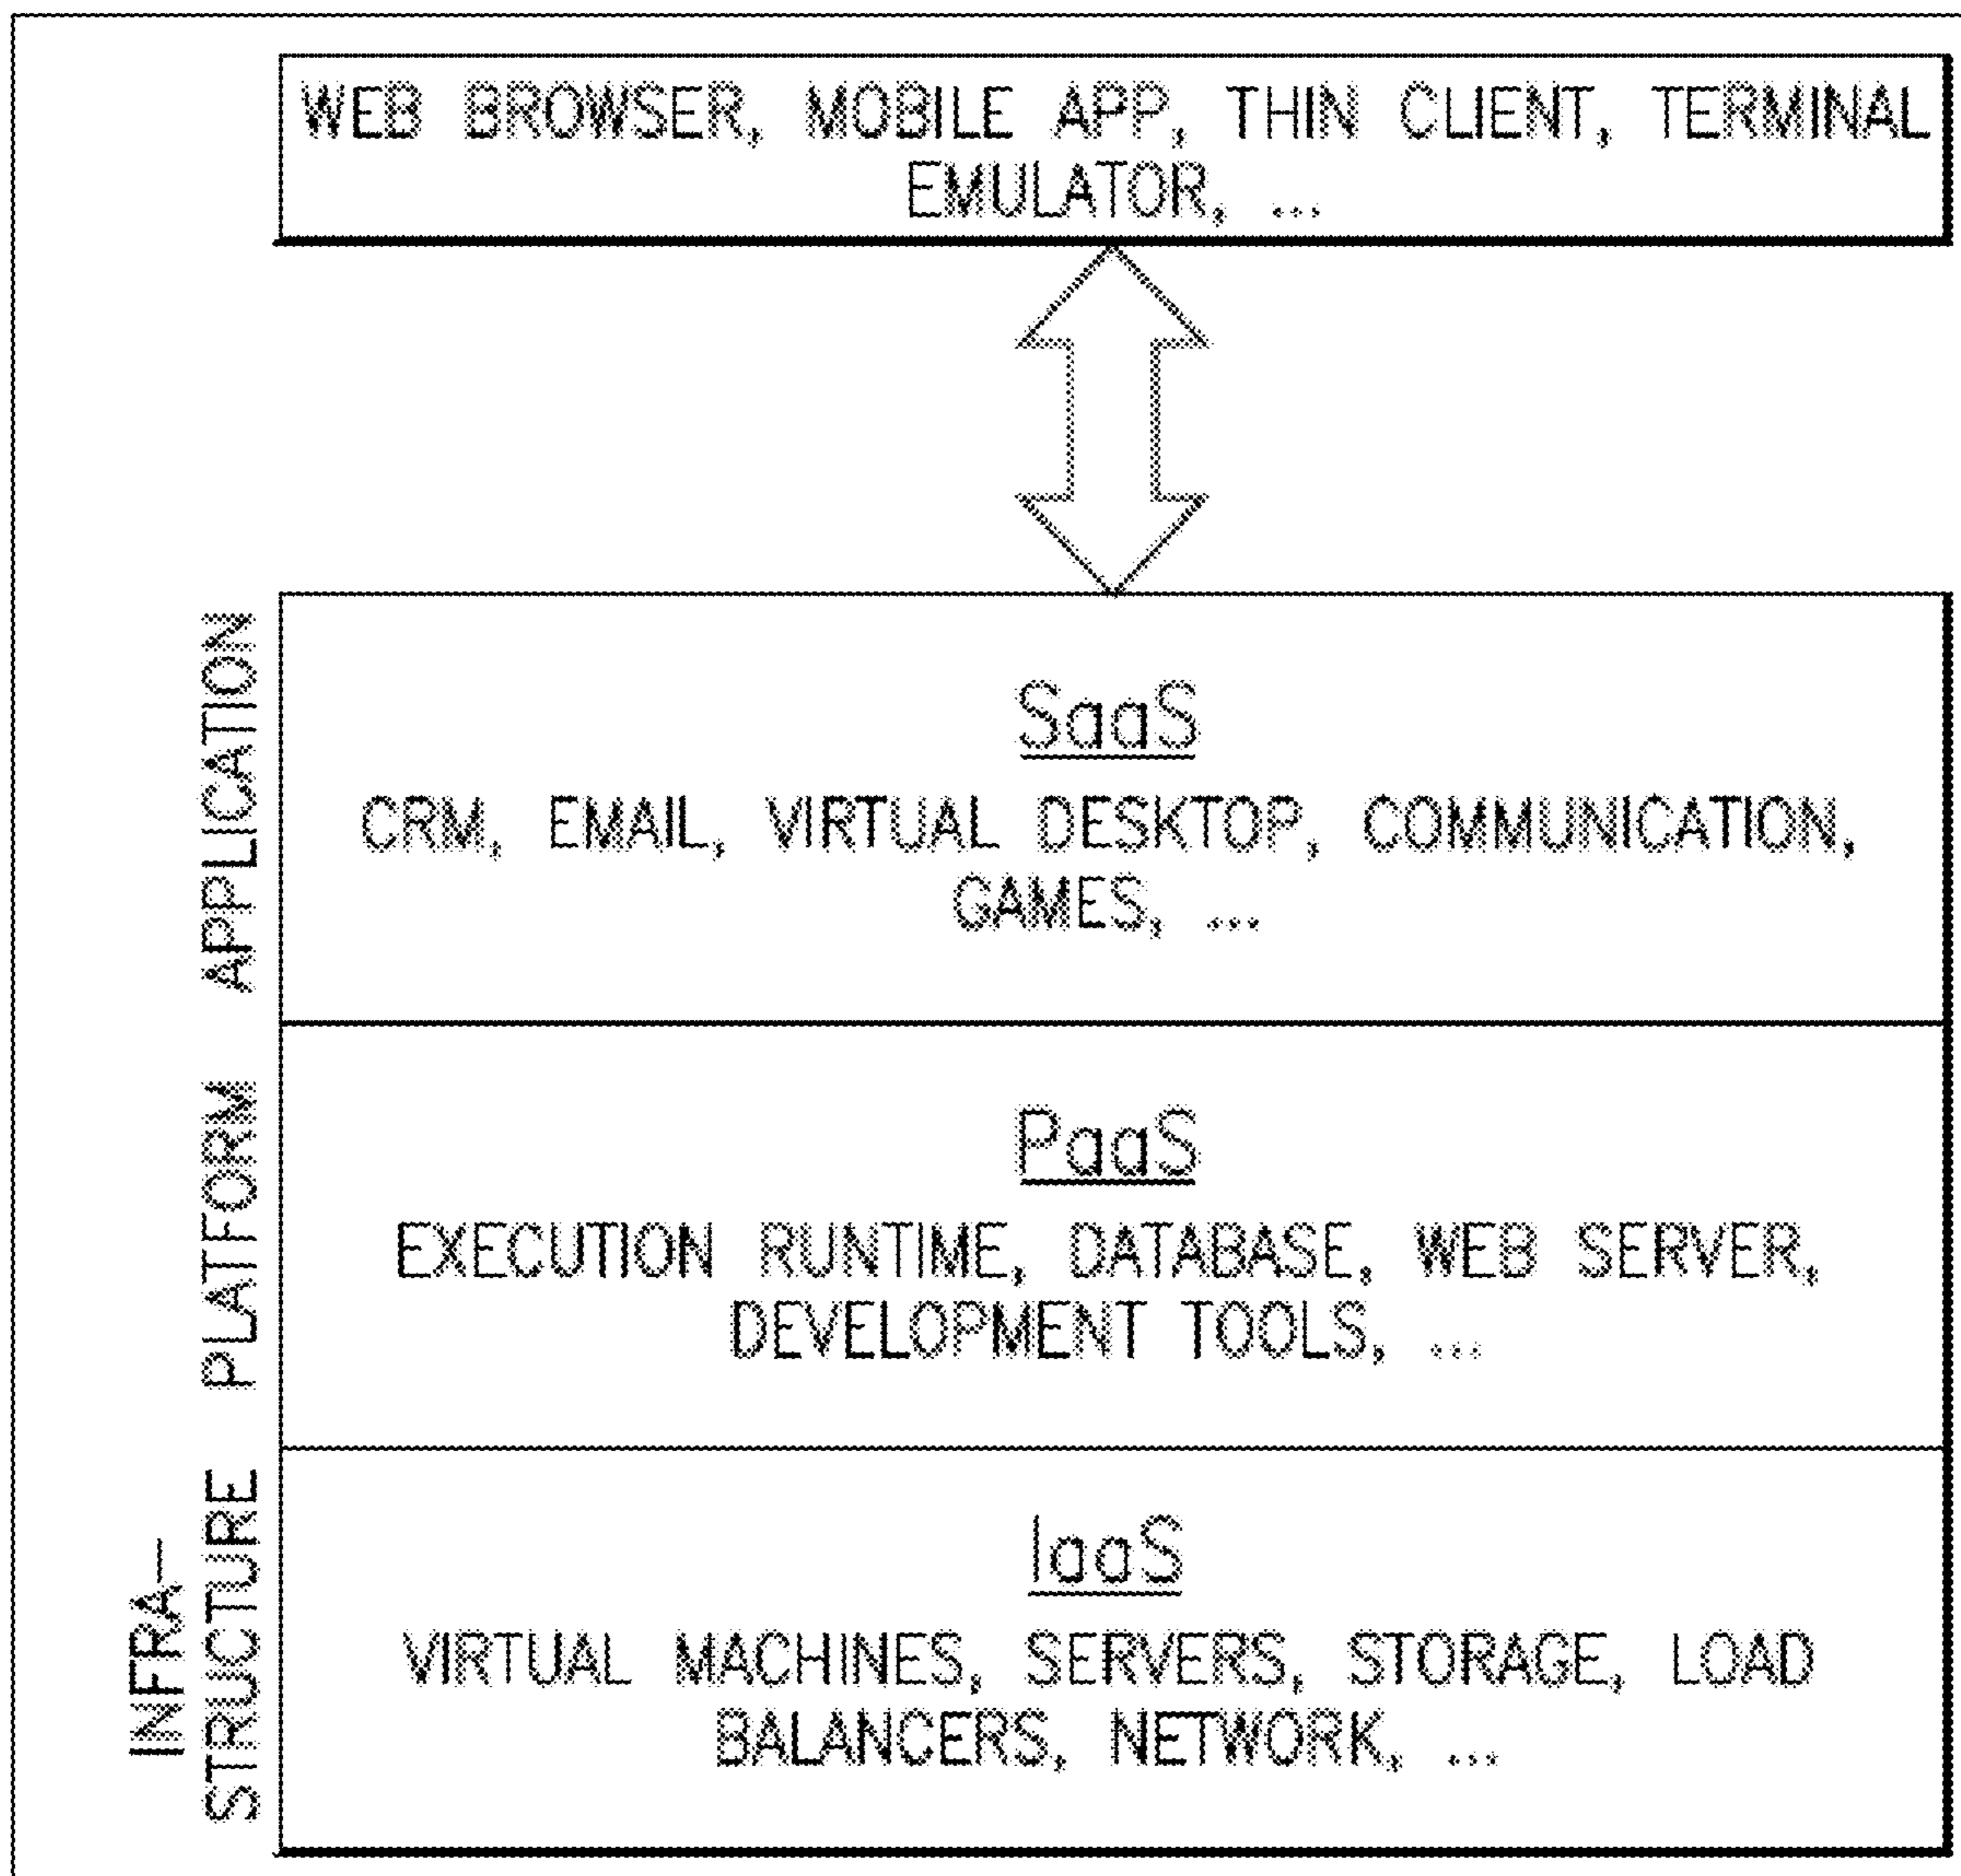 WEB BROWSER, MOBILE APP, THIN CLIENT, TERMINAL
EMULATOR, ...
APPLICATION
SaaS
CRM, EMAIL, VIRTUAL DESKTOP, COMMUNICATION,
GAMES, ...
PLATFORM
PaaS
EXECUTION RUNTIME, DATABASE, WEB SERVER,
DEVELOPMENT TOOLS, ...
INFRA-
STRUCTURE
IaaS
VIRTUAL MACHINES, SERVERS, STORAGE, LOAD
BALANCERS, NETWORK, ...